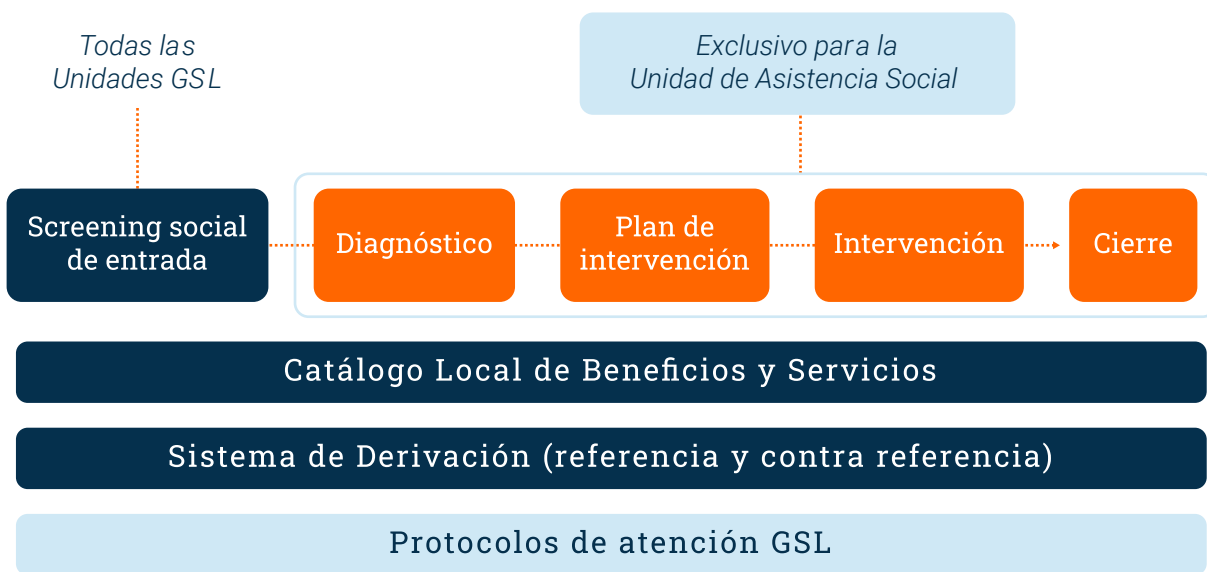 Todas las
Unidades GSL
Exclusivo para la
Unidad de Asistencia Social
Screening social
de entrada
Diagnóstico
Plan de
intervención
Intervención
Cierre
Catálogo Local de Beneficios y Servicios
Sistema de Derivación (referencia y contra referencia)
Protocolos de atención GSL